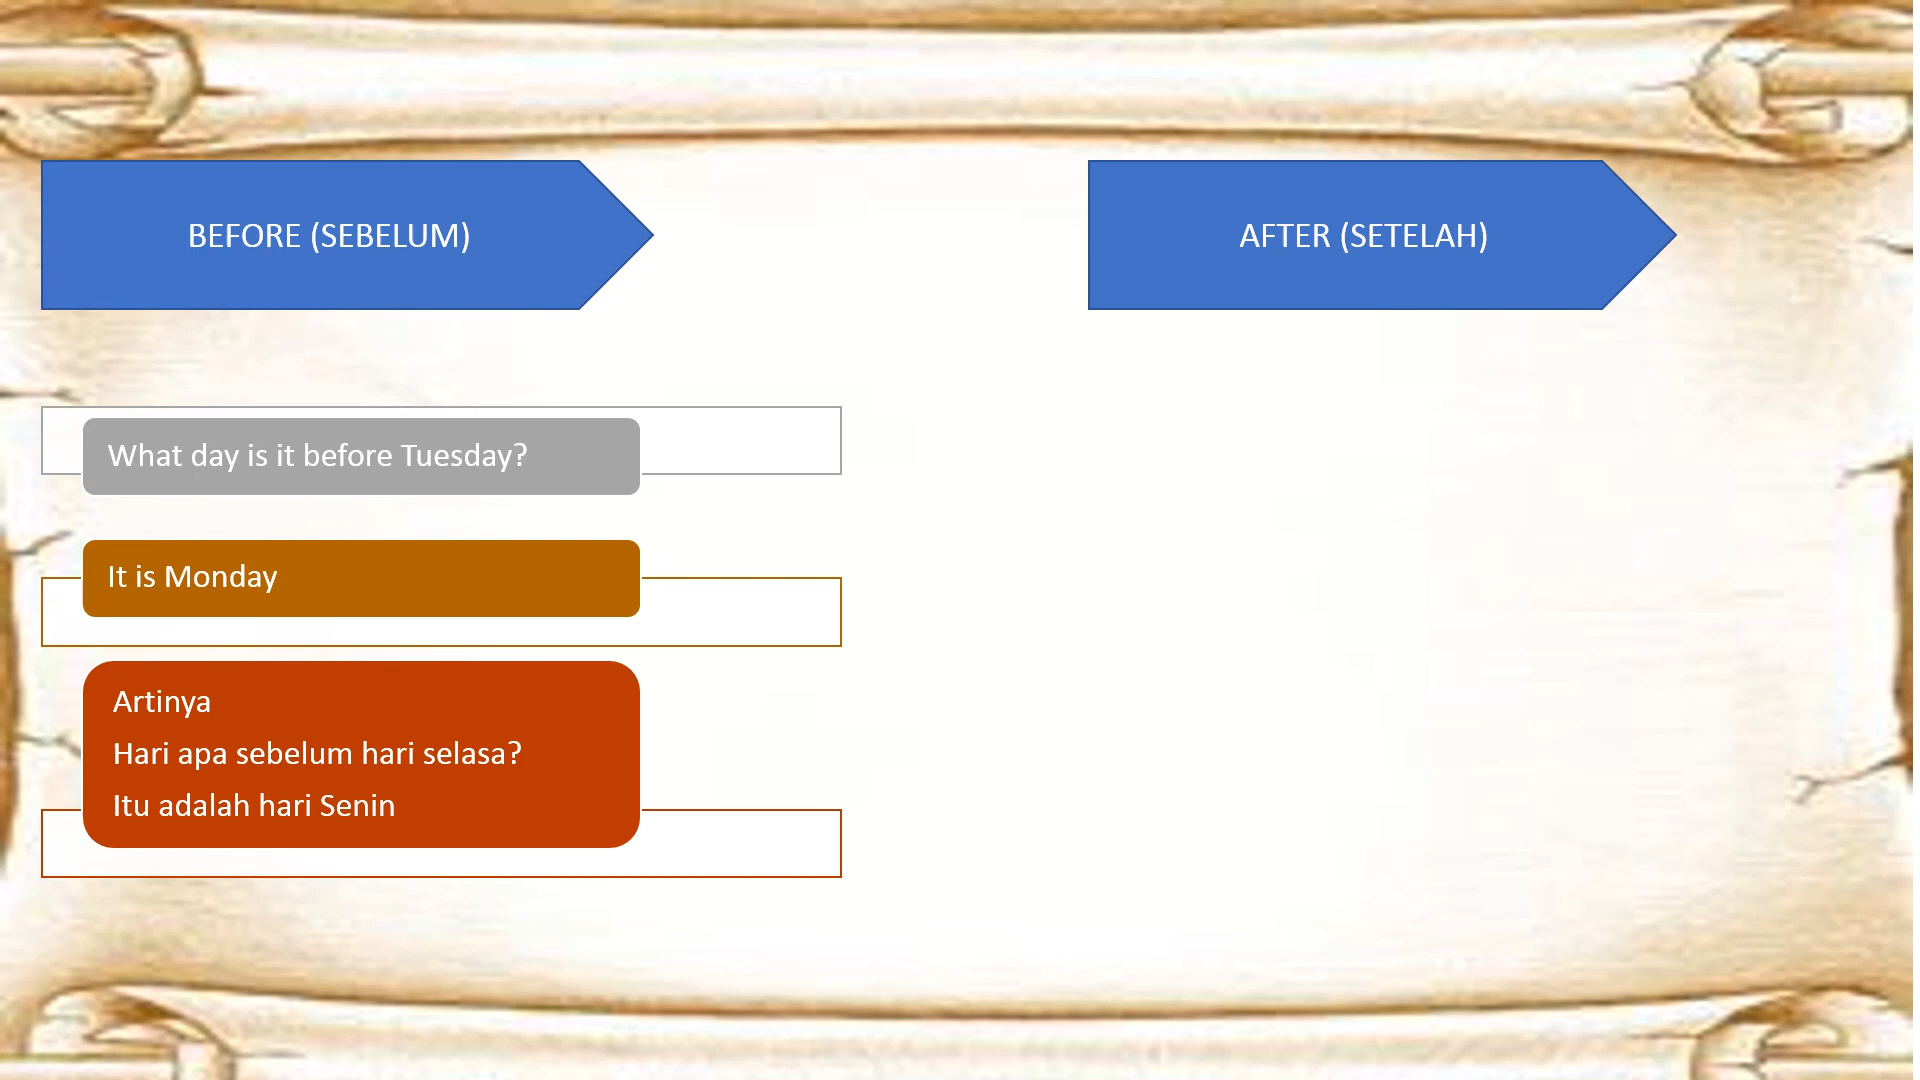 BEFORE (SEBELUM)
AFTER (SETELAH)
What day is it before Tuesday?
It is Monday
Artinya
Hari apa sebelum hari selasa?
Itu adalah hari Senin